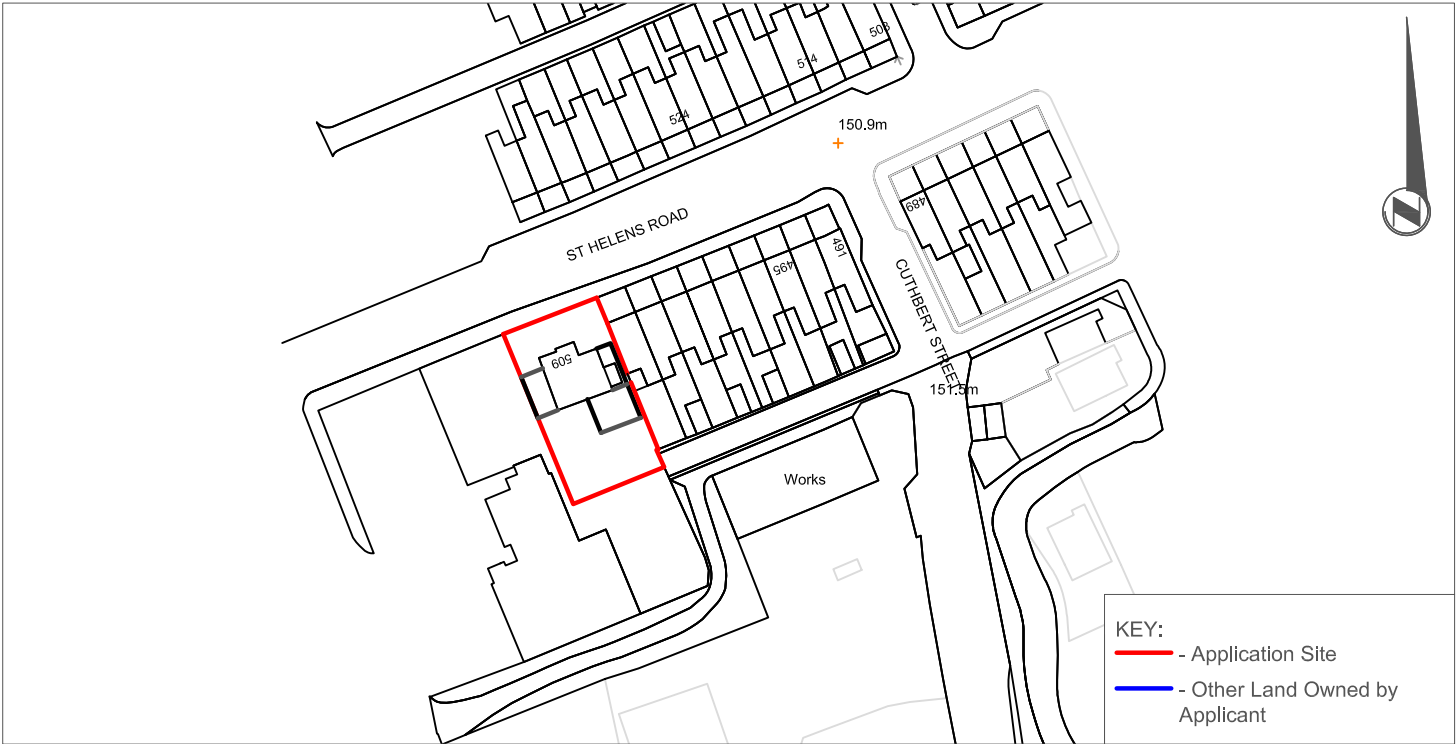 508
514
524
150.9m
ST HELENS ROAD
489
495
491
CUTHBERT STREET
509
151.5m
Works
N
KEY:
- Application Site
- Other Land Owned by
Applicant